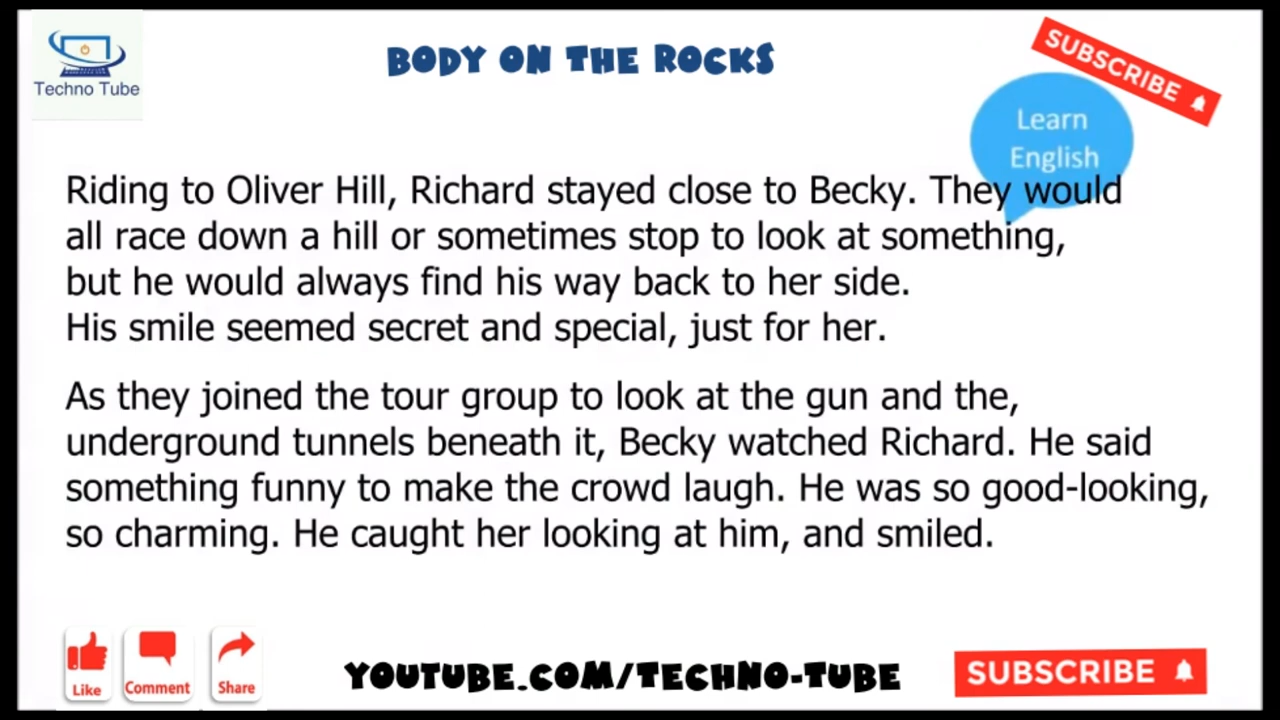 Techno Tube
BODY ON THE ROCKS
SUBSCRIBE
Learn
English
Riding to Oliver Hill, Richard stayed close to Becky. They would
all race down a hill or sometimes stop to look at something,
but he would always find his way back to her side.
His smile seemed secret and special, just for her.
As they joined the tour group to look at the gun and the,
underground tunnels beneath it, Becky watched Richard. He said
something funny to make the crowd laugh. He was so good-looking,
so charming. He caught her looking at him, and smiled.
Like
Comment
Share
YOUTUBE.COM/TECHNO-TUBE
SUBSCRIBE